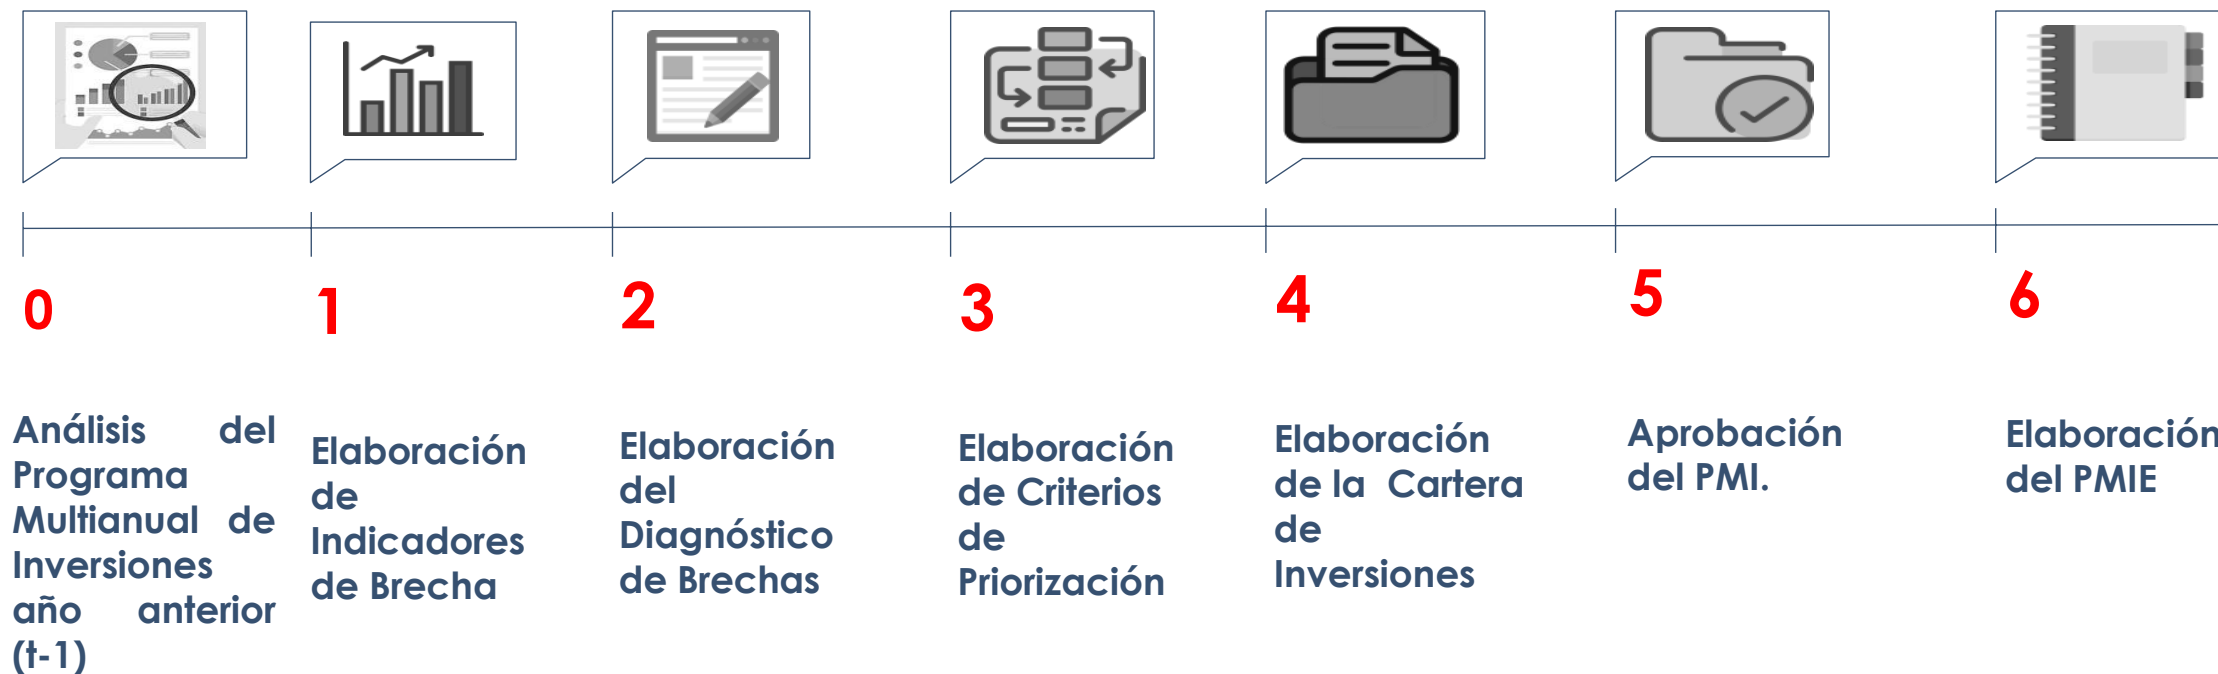 0
Análisis del
Programa
Multianual de
Inversiones
año anterior
(t-1)
1
Elaboración
de
Indicadores
de Brecha
2
Elaboración
del
Diagnóstico
de Brechas
3
Elaboración
de Criterios
de
Priorización
4
Elaboración
de la Cartera
de
Inversiones
5
Aprobación
del PMI.
6
Elaboración
del PMIE